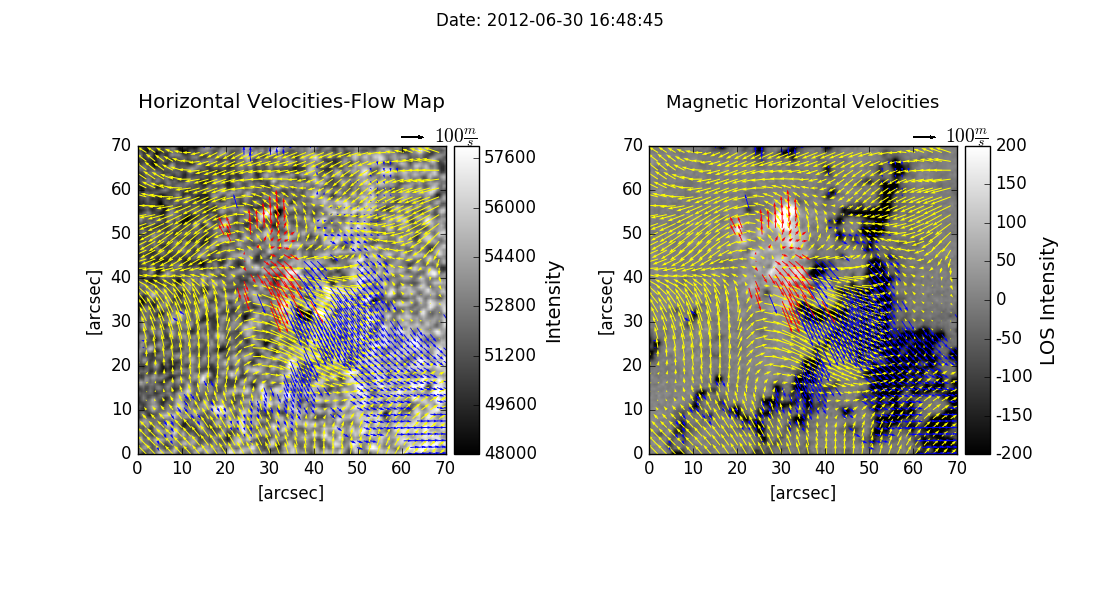 Date: 2012-06-30 16:48:45
Horizontal Velocities-Flow Map
100 m/s
70
60
50
40
30
20
10
0
[arcsec]
0 10 20 30 40 50 60 70
[arcsec]
57600
56000
54400
52800
51200
49600
48000
Intensity
Magnetic Horizontal Velocities
100 m/s
70
60
50
40
30
20
10
0
[arcsec]
0 10 20 30 40 50 60 70
[arcsec]
200
150
100
50
0
-50
-100
-150
-200
LOS Intensity